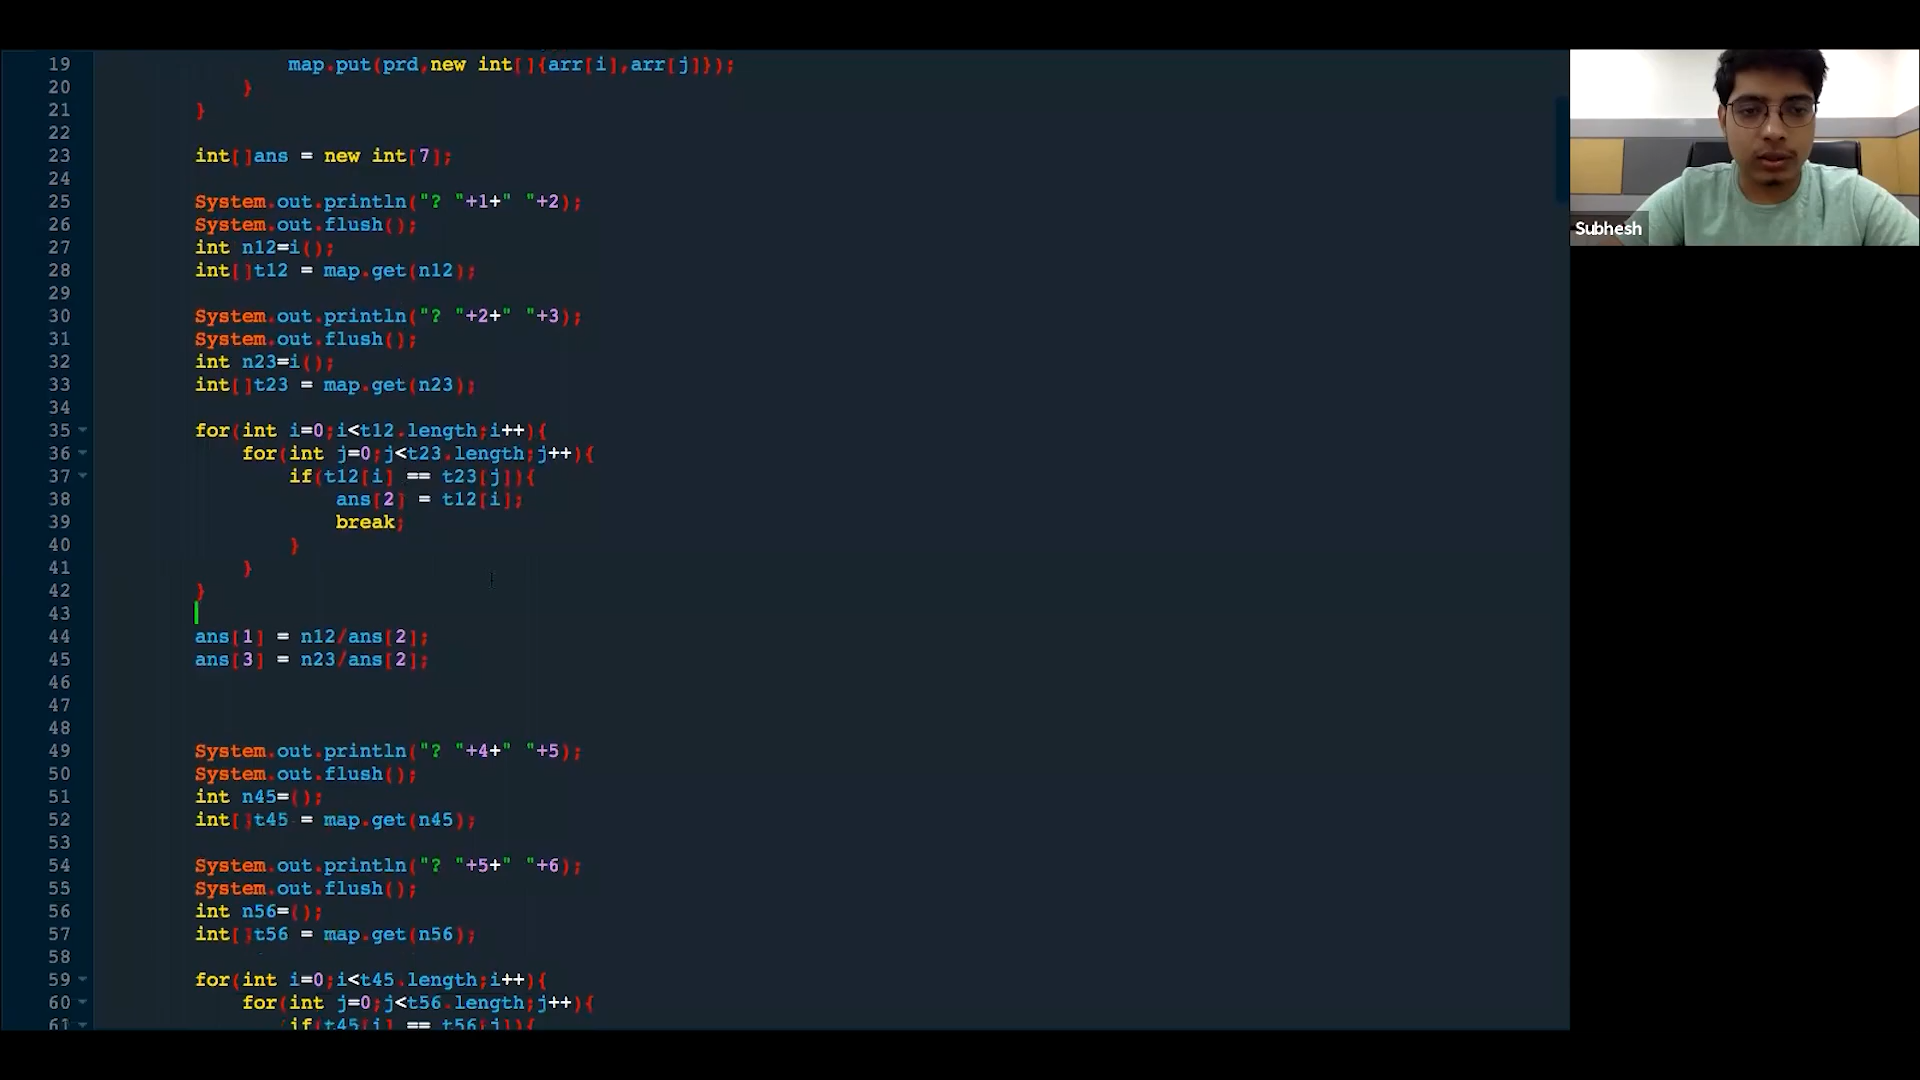 19 map.put(prd,new int[]{arr[i],arr[j]});
20 }
21 }
22
23 int[]ans = new int[7];
24
25 System.out.println("? "+1+" "+2);
26 System.out.flush();
27 int n12=i();
28 int[]t12 = map.get(n12);
29
30 System.out.println("? "+2+" "+3);
31 System.out.flush();
32 int n23=i();
33 int[]t23 = map.get(n23);
34
35 for(int i=0;i<t12.length;i++){
36 for(int j=0;j<t23.length;j++){
37 if(t12[i] == t23[j]){
38 ans[2] = t12[i];
39 break;
40 }
41 }
42 }
43
44 ans[1] = n12/ans[2];
45 ans[3] = n23/ans[2];
46
47
48
49 System.out.println("? "+4+" "+5);
50 System.out.flush();
51 int n45=();
52 int[]t45 = map.get(n45);
53
54 System.out.println("? "+5+" "+6);
55 System.out.flush();
56 int n56=();
57 int[]t56 = map.get(n56);
58
59 for(int i=0;i<t45.length;i++){
60 for(int j=0;j<t56.length;j++){
61 if(t45[i] == t56[j]){
Subhesh